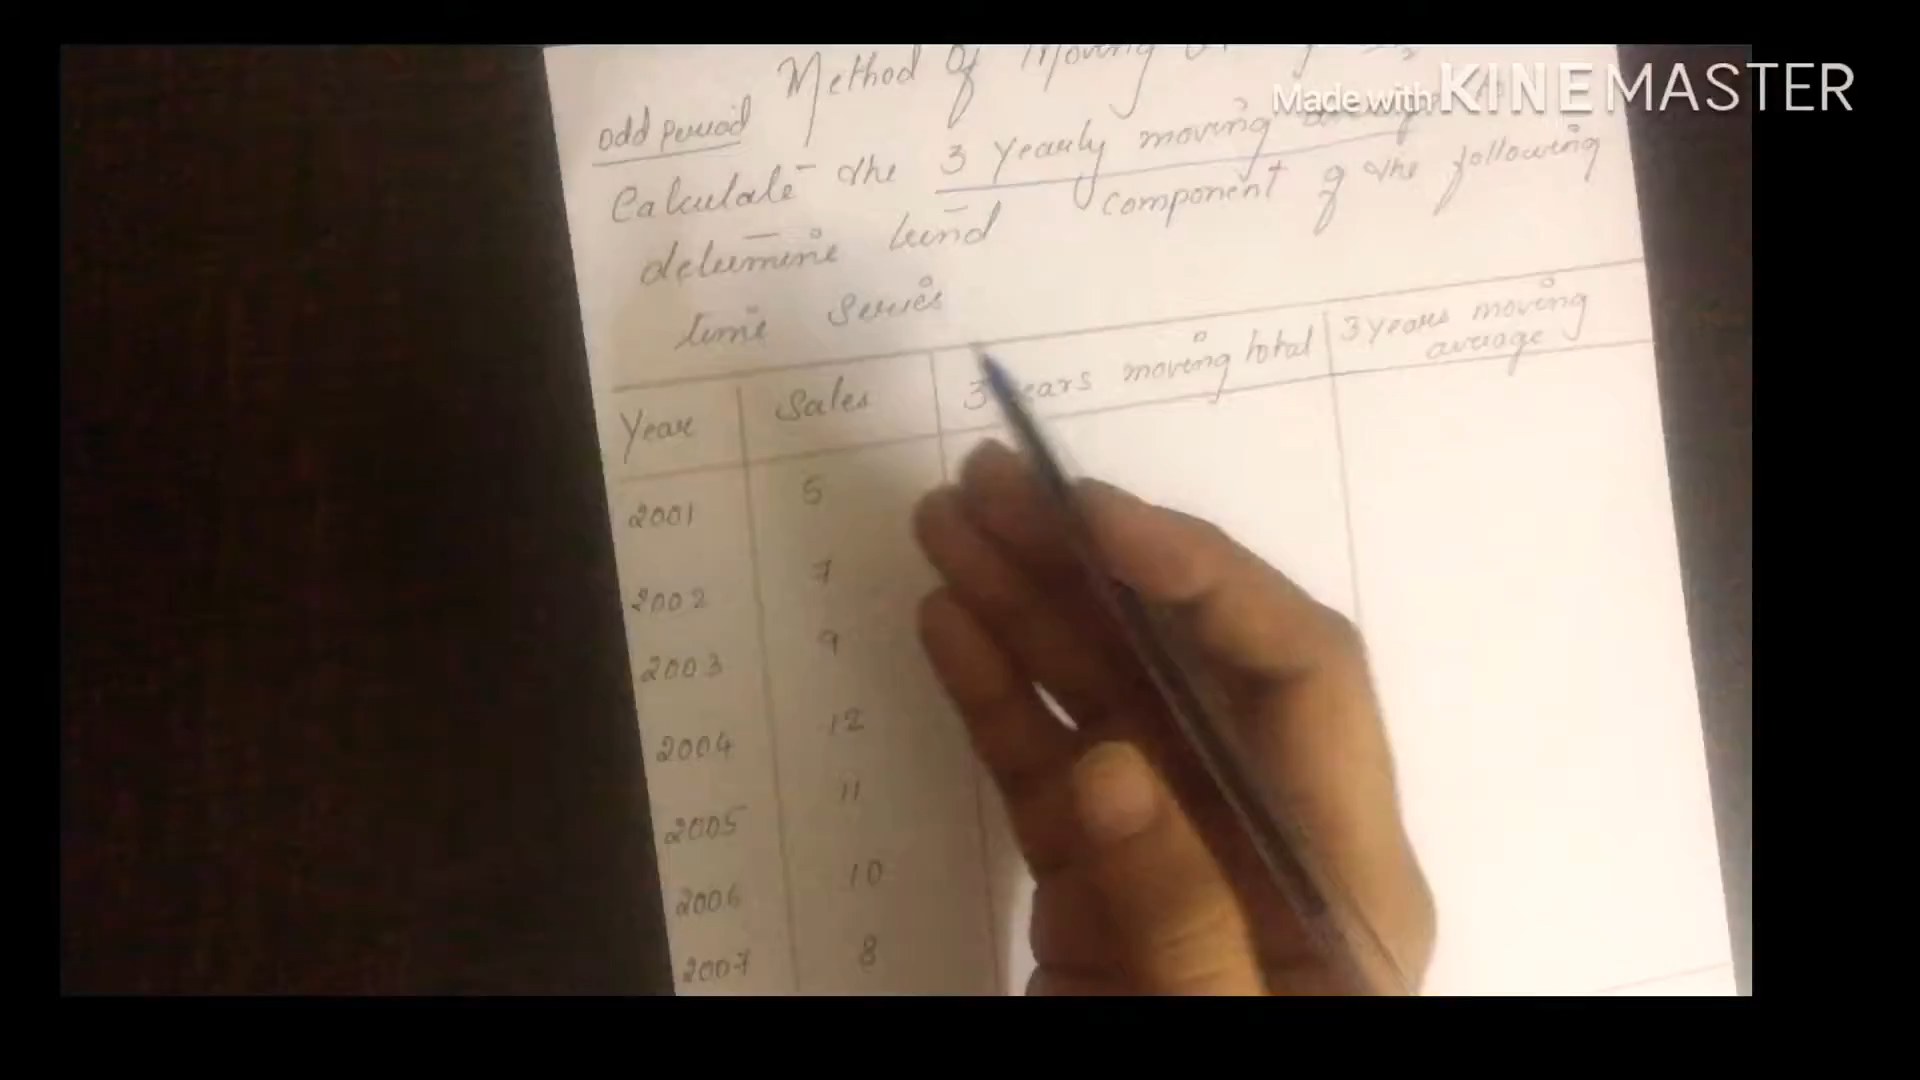 Method of Moving
Made with KINEMASTER
odd period
Calculate the 3 Yearly moving
determine trend component of the following
time series
Year Sales 3 years moving total 3 years moving average
2001 5
2002 7
2003 9
2004 12
2005 11
2006 10
2007 8